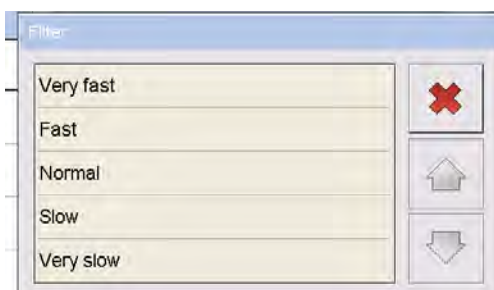 Filter
Very fast
Fast
Normal
Slow
Very slow